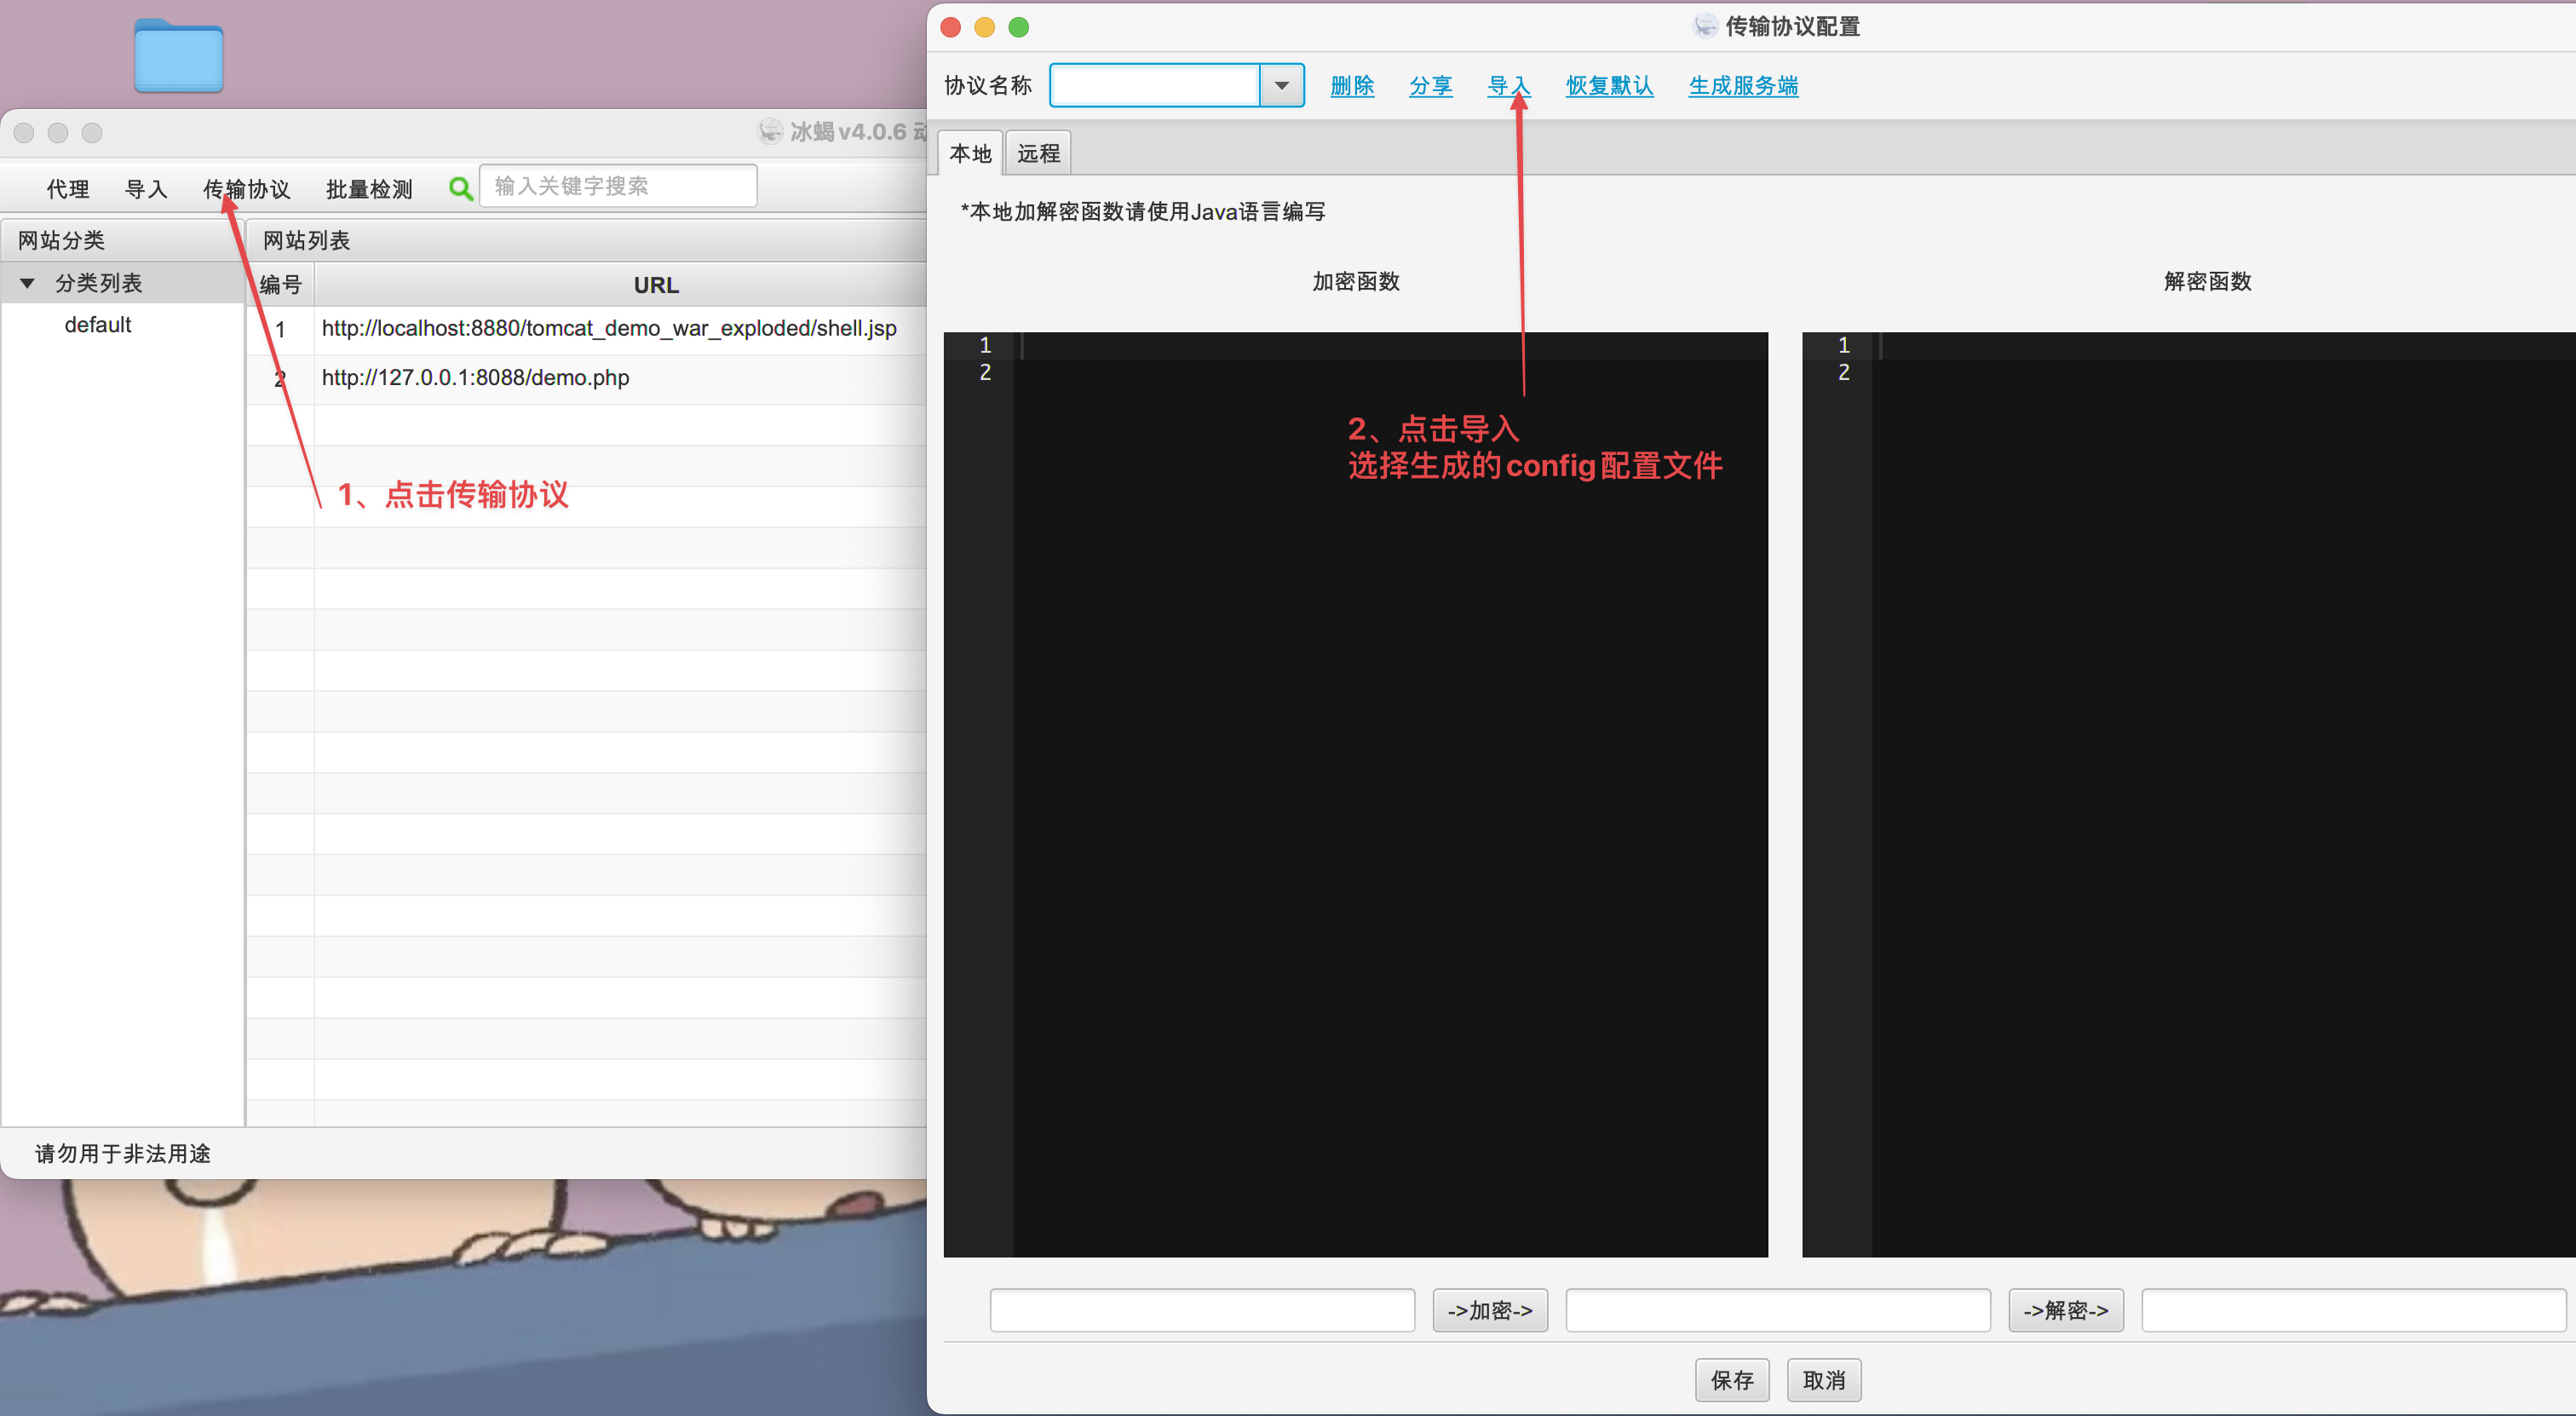 冰蝎 v4.0.6 动
代理 导入 传输协议 批量检测 输入关键字搜索
网站分类 网站列表
分类列表 编号 URL
default
1 http://localhost:8880/tomcat_demo_war_exploded/shell.jsp
2 http://127.0.0.1:8088/demo.php
1、点击传输协议
请勿用于非法用途
传输协议配置
协议名称 删除 分享 导入 恢复默认 生成服务端
本地 远程
*本地加解密函数请使用Java语言编写
加密函数 解密函数
1 1
2 2
2、点击导入
选择生成的config配置文件
->加密-> ->解密->
保存 取消